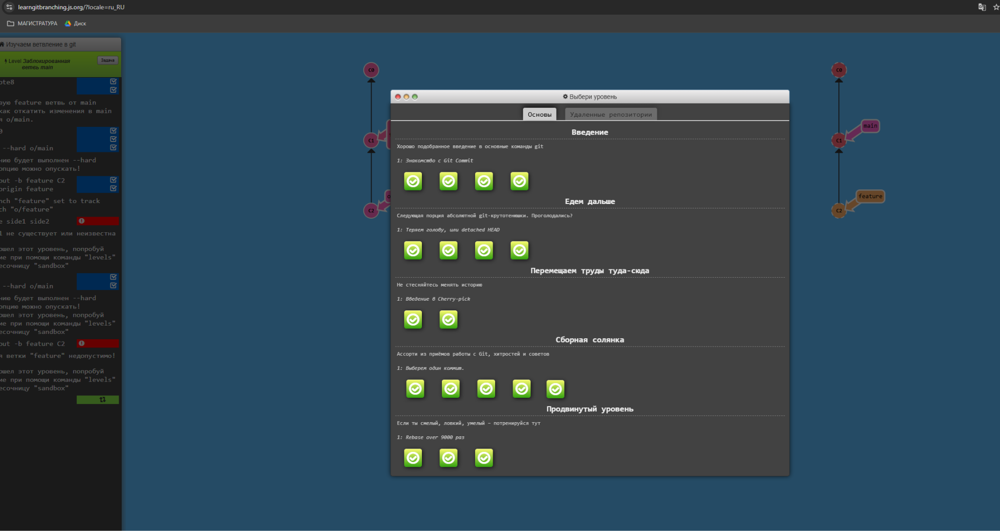 learngitbranching.js.org/?locale=ru_RU
МАГИСТРАТУРА
Диск
Изучаем ветвление в git
Level Заблокированная
ветвь main
Задача
ote8
вую feature ветвь от main
как откатить изменения в main
я o/main.
--hard o/main
нию будет выполнен --hard
опцию можно опускать!
out -b feature C2
origin feature
nch "feature" set to track
ch "o/feature"
e side1 side2
1 не существует или неизвестна
ошел этот уровень, попробуй
ие при помощи команды "levels"
есочницу "sandbox"
--hard o/main
нию будет выполнен --hard
опцию можно опускать!
ошел этот уровень, попробуй
ие при помощи команды "levels"
есочницу "sandbox"
out -b feature C2
я ветки "feature" недопустимо!
ошел этот уровень, попробуй
ие при помощи команды "levels"
есочницу "sandbox"
C0
C1
C2
Выбери уровень
Основы
Удаленные репозитории
Введение
Хорошо подобранное введение в основные команды git
1: Знакомство с Git Commit
Едем дальше
Следующая порция абсолютной git-крутотенюшки. Проголодались?
1: Теряем голову, или detached HEAD
Перемещаем труды туда-сюда
Не стесняйтесь менять историю
1: Введение в Cherry-pick
Сборная солянка
Ассорти из приёмов работы с Git, хитростей и советов
1: Выберем один коммит.
Продвинутый уровень
Если ты смелый, ловкий, умелый – потренируйся тут
1: Rebase over 9000 раз
C0
main
C1
feature
C2